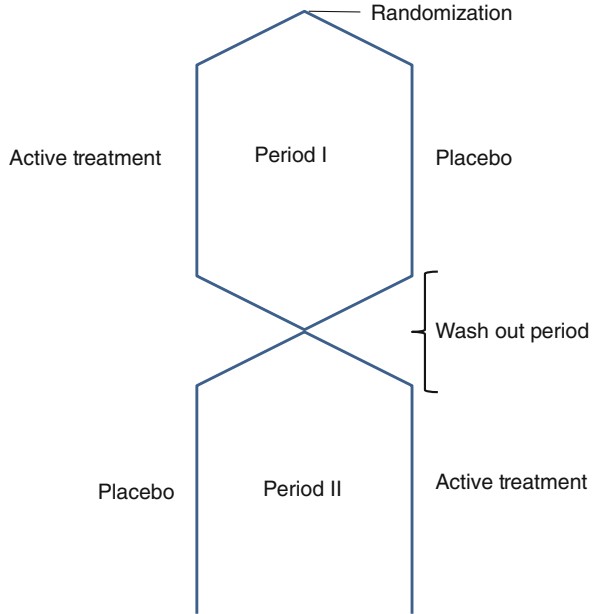 Randomization
Active treatment
Period I
Placebo
Wash out period
Placebo
Period II
Active treatment